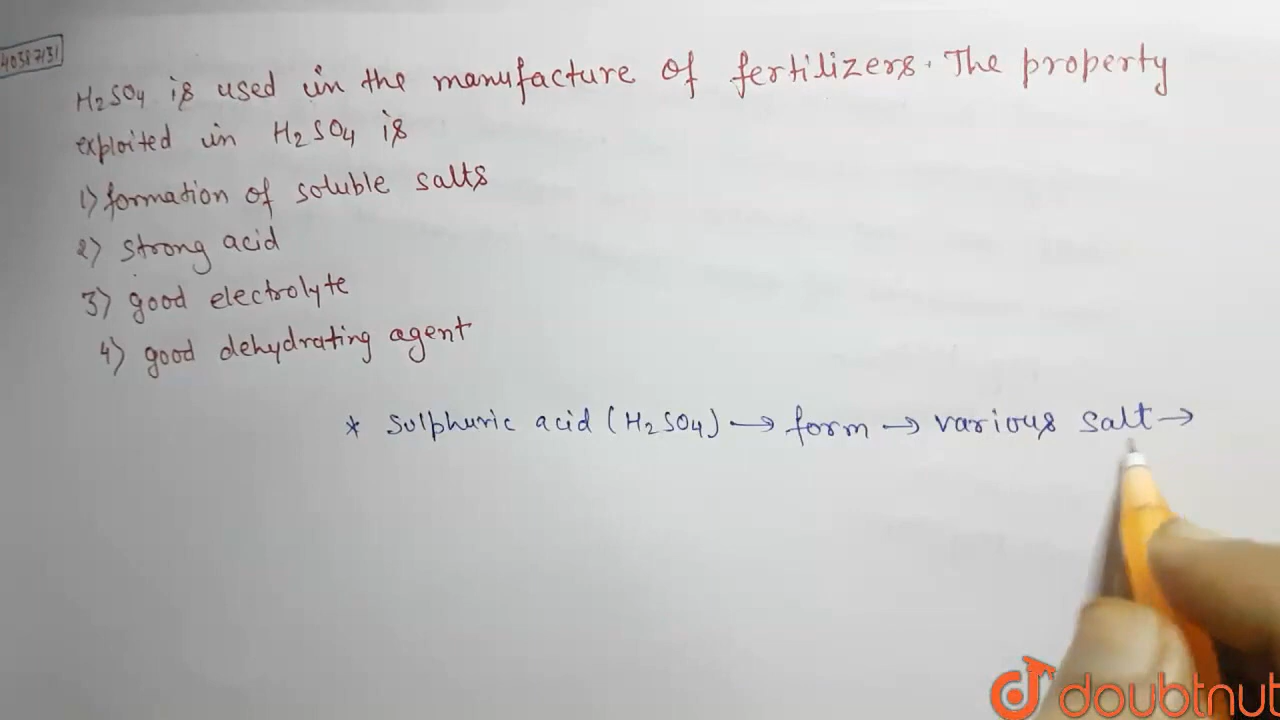 40387131
H2SO4 is used in the manufacture of fertilizers. The property
exploited in H2SO4 is
1) formation of soluble salts
2) strong acid
3) good electrolyte
4) good dehydrating agent
* Sulphuric acid (H2SO4) → form → various salt →
doubtnut